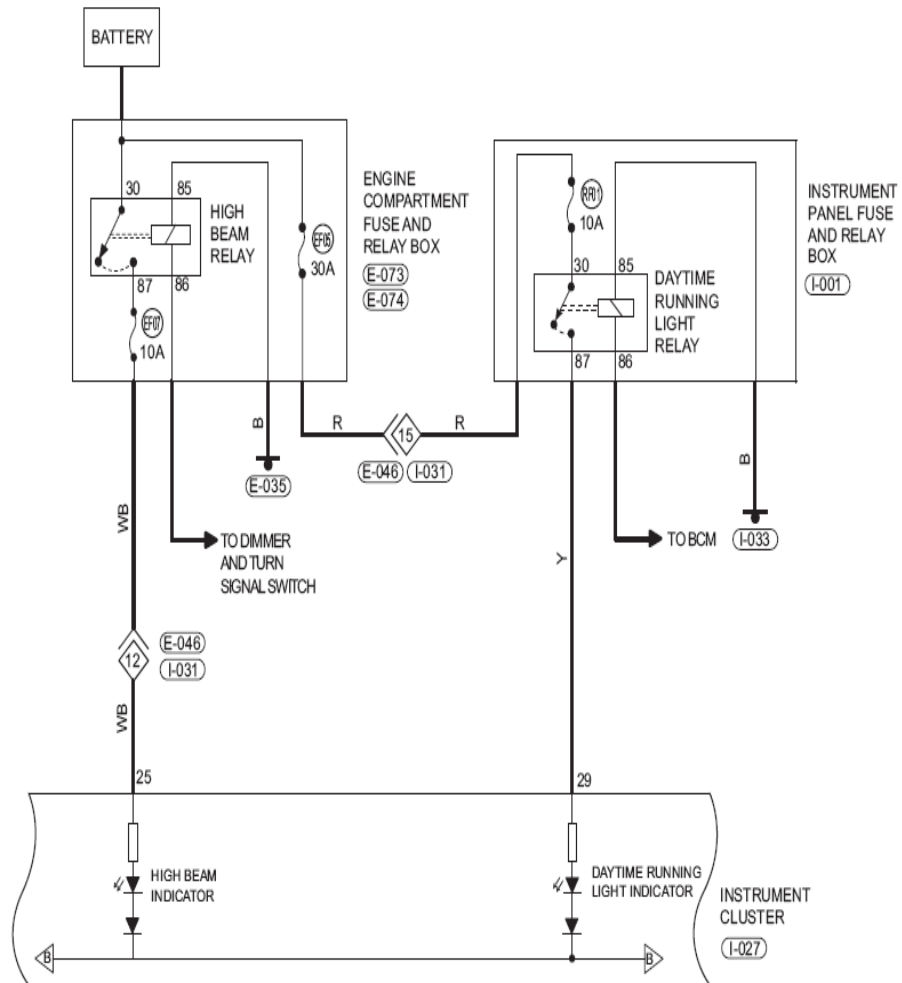 BATTERY
30
85
HIGH
BEAM
RELAY
87
86
EF07
10A
EF05
30A
ENGINE
COMPARTMENT
FUSE AND
RELAY BOX
E-073
E-074
RF01
10A
30
85
DAYTIME
RUNNING
LIGHT
RELAY
87
86
INSTRUMENT
PANEL FUSE
AND RELAY
BOX
I-001
B
R
15
R
E-046
I-031
E-035
WB
TO DIMMER
AND TURN
SIGNAL SWITCH
Y
TO BCM
B
I-033
12
E-046
I-031
WB
25
29
HIGH BEAM
INDICATOR
DAYTIME RUNNING
LIGHT INDICATOR
INSTRUMENT
CLUSTER
I-027
B
B